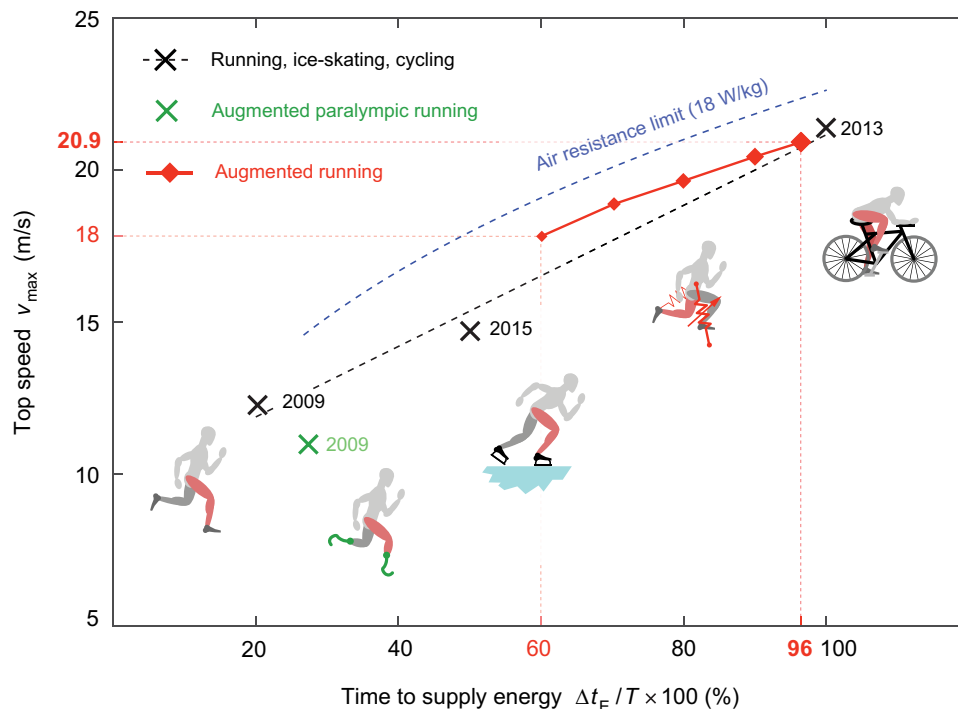 25
Running, ice-skating, cycling
Augmented paralympic running
Augmented running
Air resistance limit (18 W/kg)
2013
20.9
20
18
15
2015
2009
2009
10
5
Top speed v_max (m/s)
20
40
60
80
96
100
Time to supply energy Δt_E / T × 100 (%)